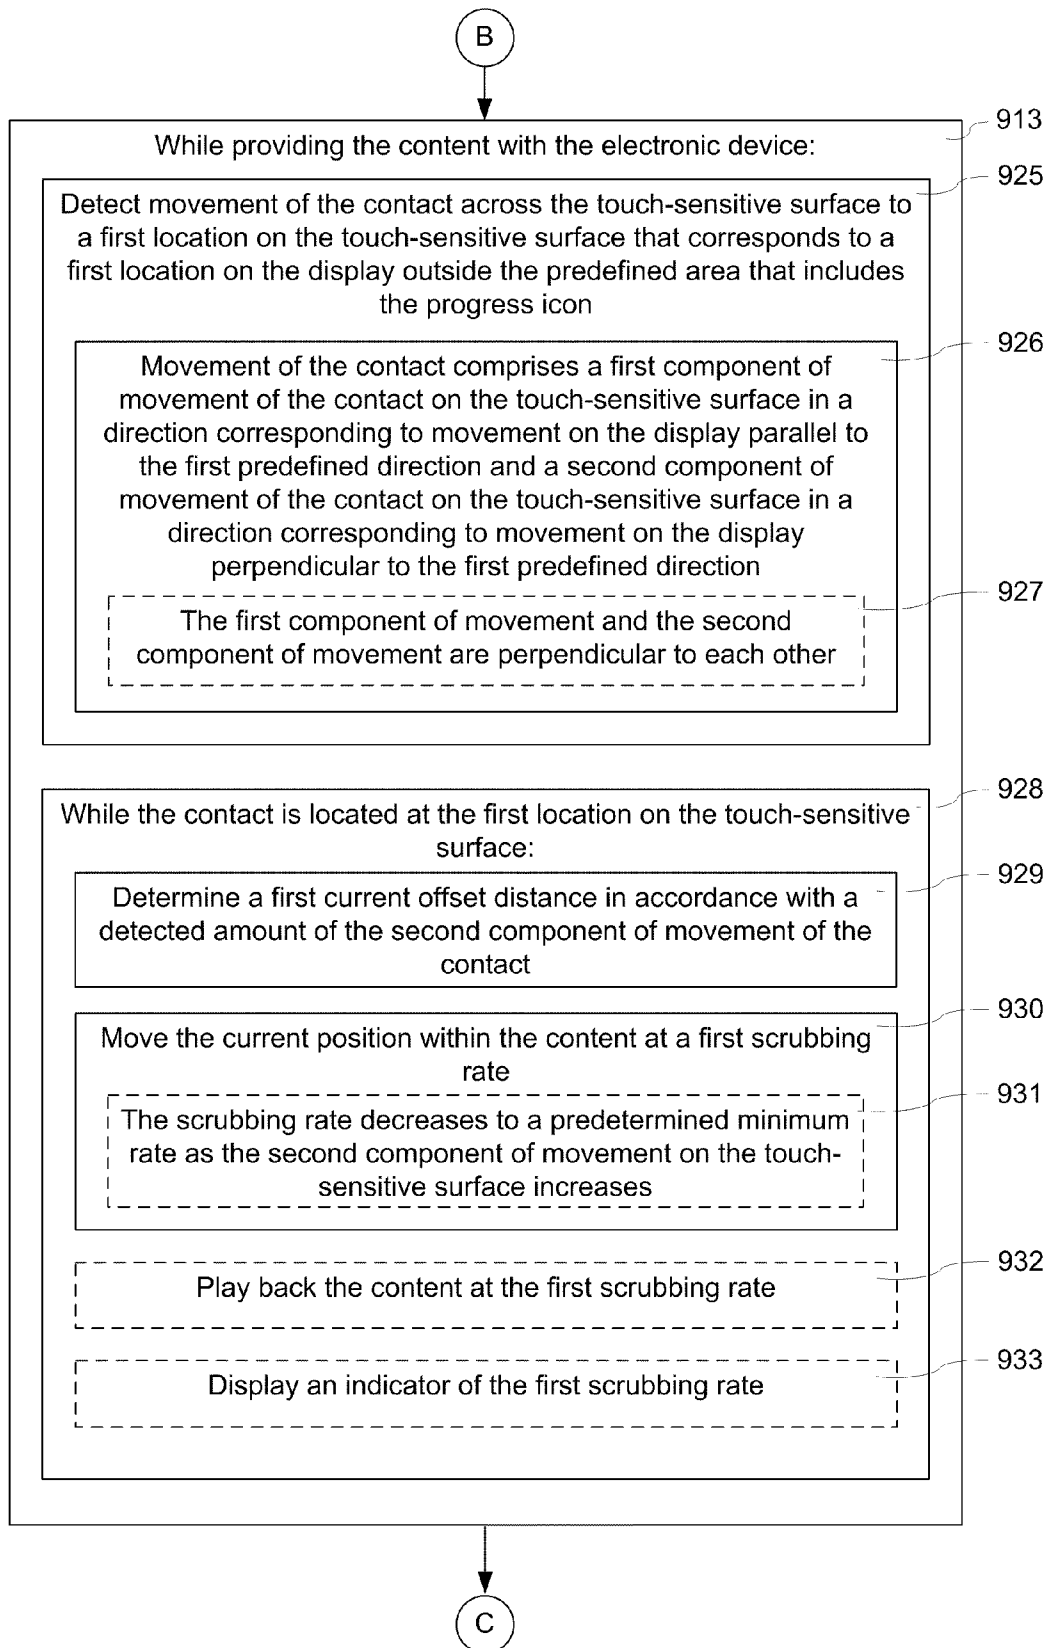 B
913
While providing the content with the electronic device:
925
Detect movement of the contact across the touch-sensitive surface to
a first location on the touch-sensitive surface that corresponds to a
first location on the display outside the predefined area that includes
the progress icon
926
Movement of the contact comprises a first component of
movement of the contact on the touch-sensitive surface in a
direction corresponding to movement on the display parallel to
the first predefined direction and a second component of
movement of the contact on the touch-sensitive surface in a
direction corresponding to movement on the display
perpendicular to the first predefined direction
927
The first component of movement and the second
component of movement are perpendicular to each other
928
While the contact is located at the first location on the touch-sensitive
surface:
929
Determine a first current offset distance in accordance with a
detected amount of the second component of movement of the
contact
930
Move the current position within the content at a first scrubbing
rate
931
The scrubbing rate decreases to a predetermined minimum
rate as the second component of movement on the touch-
sensitive surface increases
932
Play back the content at the first scrubbing rate
933
Display an indicator of the first scrubbing rate
C